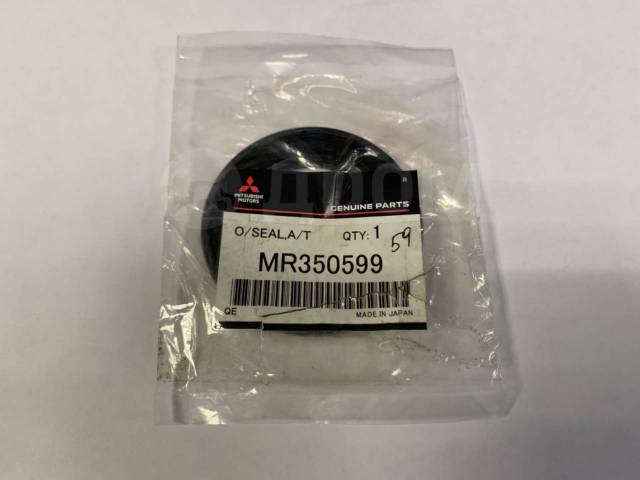 MITSUBISHI
MOTORS
R
GENUINE PARTS
O/SEAL,A/T QTY: 1 59
MR350599
QE MADE IN JAPAN